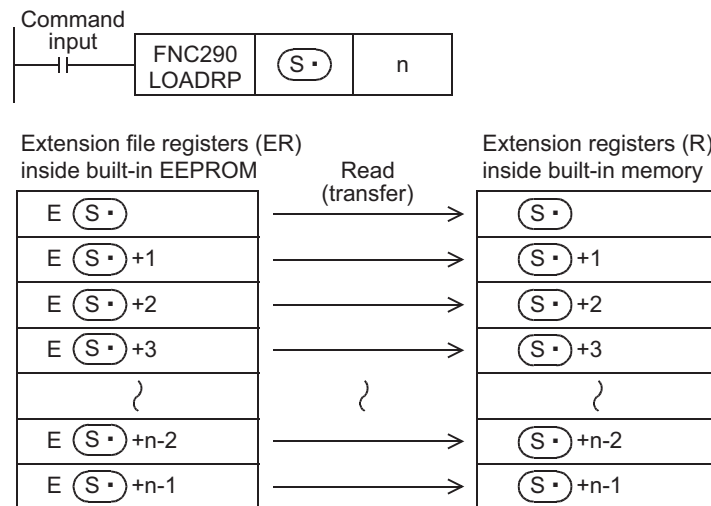 Command
input
FNC290
LOADRP
S・
n
Extension file registers (ER)
inside built-in EEPROM
Read
(transfer)
Extension registers (R)
inside built-in memory
E S・
S・
E S・+1
S・+1
E S・+2
S・+2
E S・+3
S・+3
E S・+n-2
S・+n-2
E S・+n-1
S・+n-1